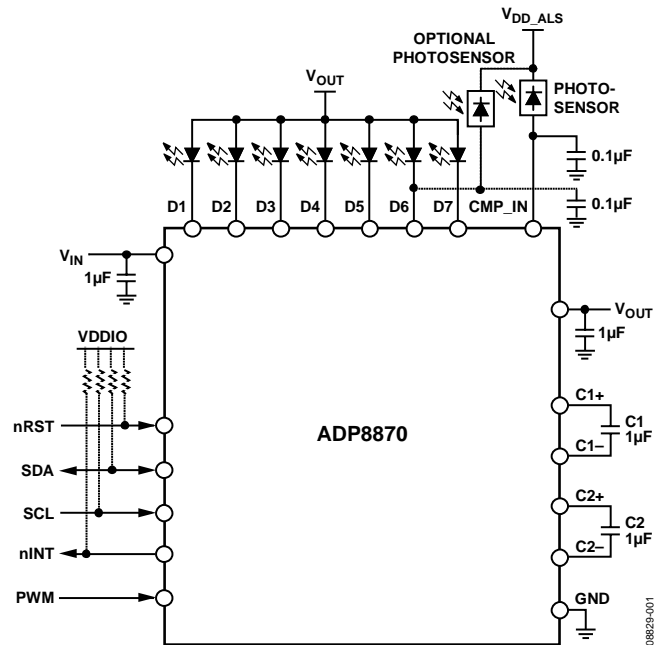 VDD_ALS
OPTIONAL
PHOTOSENSOR
VOUT
PHOTO-
SENSOR
0.1µF
D1 D2 D3 D4 D5 D6 D7 CMP_IN
0.1µF
VIN
1µF
VOUT
1µF
VDDIO
C1+
nRST
ADP8870
C1
1µF
C1–
SDA
C2+
SCL
C2
1µF
nINT
C2–
PWM
GND
08829-001